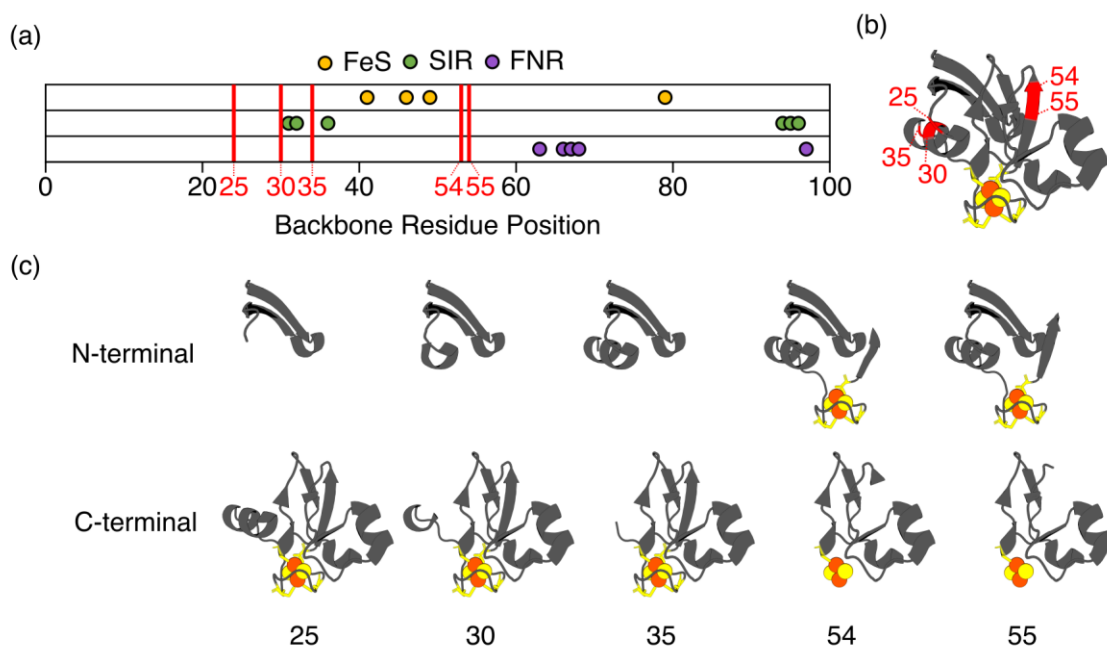 (a)
FeS SIR FNR
0 20 25 30 35 40 54 55 60 80 100
Backbone Residue Position
(b)
54
25
55
35
30
(c)
N-terminal
C-terminal
25 30 35 54 55